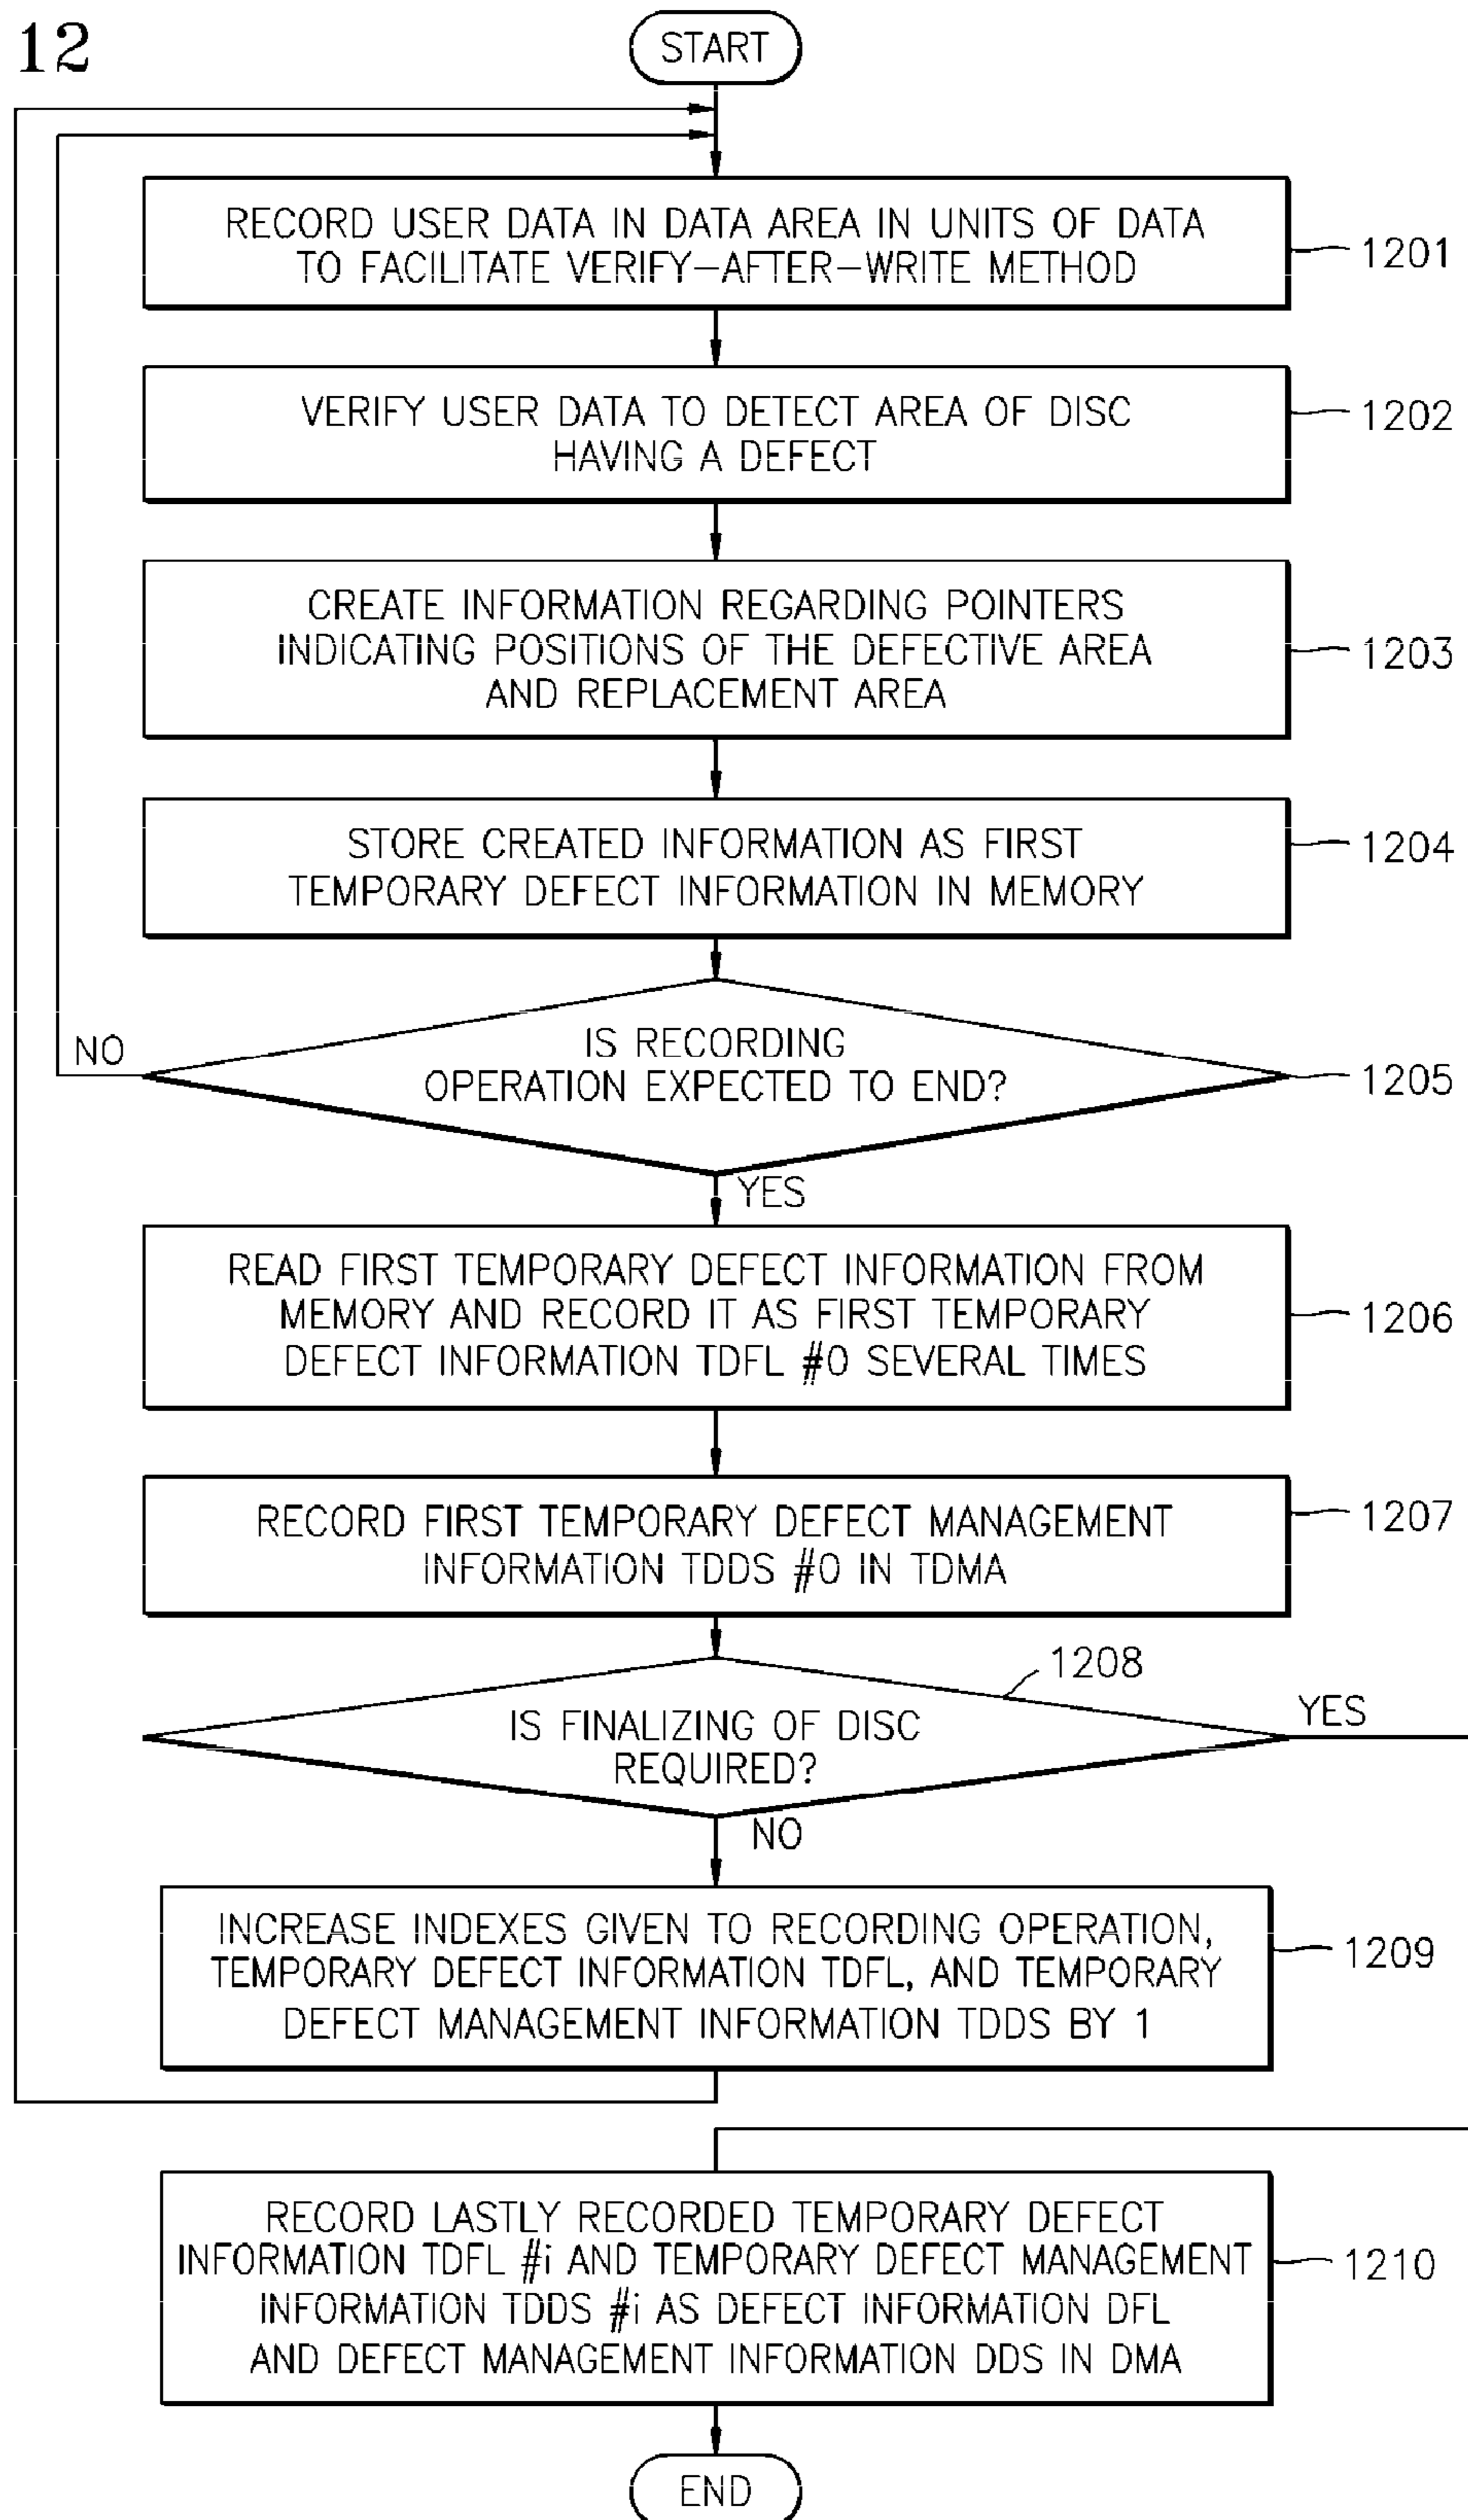 12
START
RECORD USER DATA IN DATA AREA IN UNITS OF DATA
TO FACILITATE VERIFY-AFTER-WRITE METHOD
1201
VERIFY USER DATA TO DETECT AREA OF DISC
HAVING A DEFECT
1202
CREATE INFORMATION REGARDING POINTERS
INDICATING POSITIONS OF THE DEFECTIVE AREA
AND REPLACEMENT AREA
1203
STORE CREATED INFORMATION AS FIRST
TEMPORARY DEFECT INFORMATION IN MEMORY
1204
NO
IS RECORDING
OPERATION EXPECTED TO END?
1205
YES
READ FIRST TEMPORARY DEFECT INFORMATION FROM
MEMORY AND RECORD IT AS FIRST TEMPORARY
DEFECT INFORMATION TDFL #0 SEVERAL TIMES
1206
RECORD FIRST TEMPORARY DEFECT MANAGEMENT
INFORMATION TDDS #0 IN TDMA
1207
1208
IS FINALIZING OF DISC
REQUIRED?
YES
NO
INCREASE INDEXES GIVEN TO RECORDING OPERATION,
TEMPORARY DEFECT INFORMATION TDFL, AND TEMPORARY
DEFECT MANAGEMENT INFORMATION TDDS BY 1
1209
RECORD LASTLY RECORDED TEMPORARY DEFECT
INFORMATION TDFL #i AND TEMPORARY DEFECT MANAGEMENT
INFORMATION TDDS #i AS DEFECT INFORMATION DFL
AND DEFECT MANAGEMENT INFORMATION DDS IN DMA
1210
END